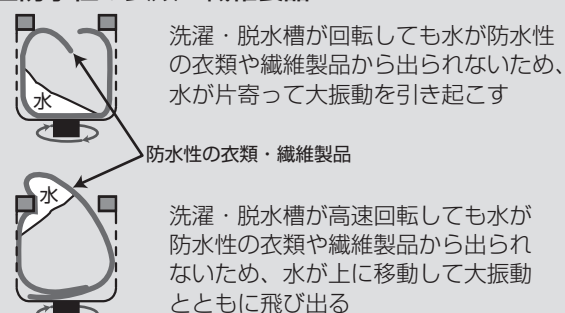 洗濯・脱水槽が回転しても水が防水性
の衣類や繊維製品から出られないため、
水が片寄って大振動を引き起こす
水
防水性の衣類・繊維製品
水
洗濯・脱水槽が高速回転しても水が
防水性の衣類や繊維製品から出られ
ないため、水が上に移動して大振動
とともに飛び出る